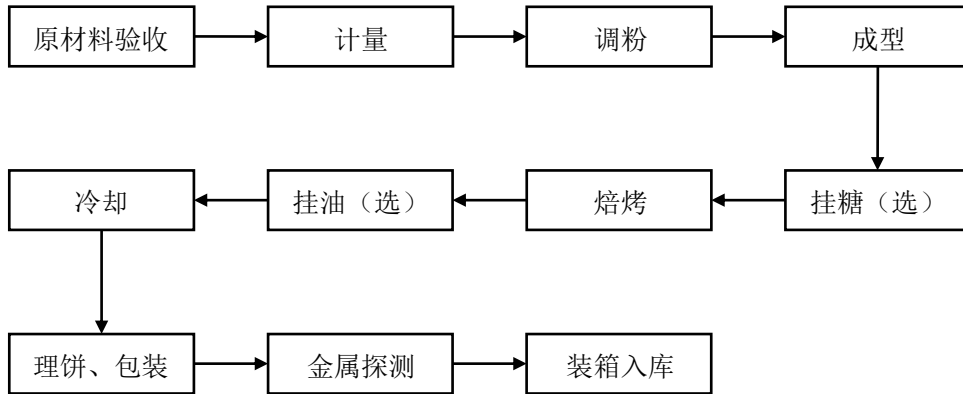 原材料验收
计量
调粉
成型
冷却
挂油（选）
焙烤
挂糖（选）
理饼、包装
金属探测
装箱入库